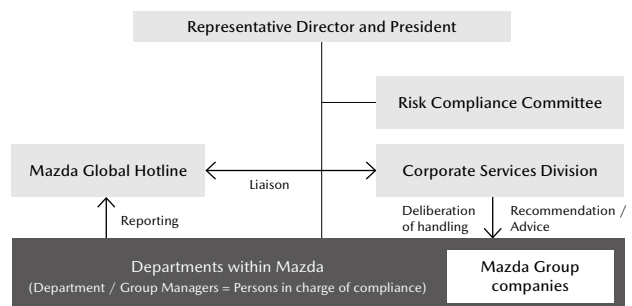 Representative Director and President
Risk Compliance Committee
Mazda Global Hotline
Liaison
Corporate Services Division
Reporting
Deliberation
of handling
Recommendation /
Advice
Departments within Mazda
(Department / Group Managers = Persons in charge of compliance)
Mazda Group
companies